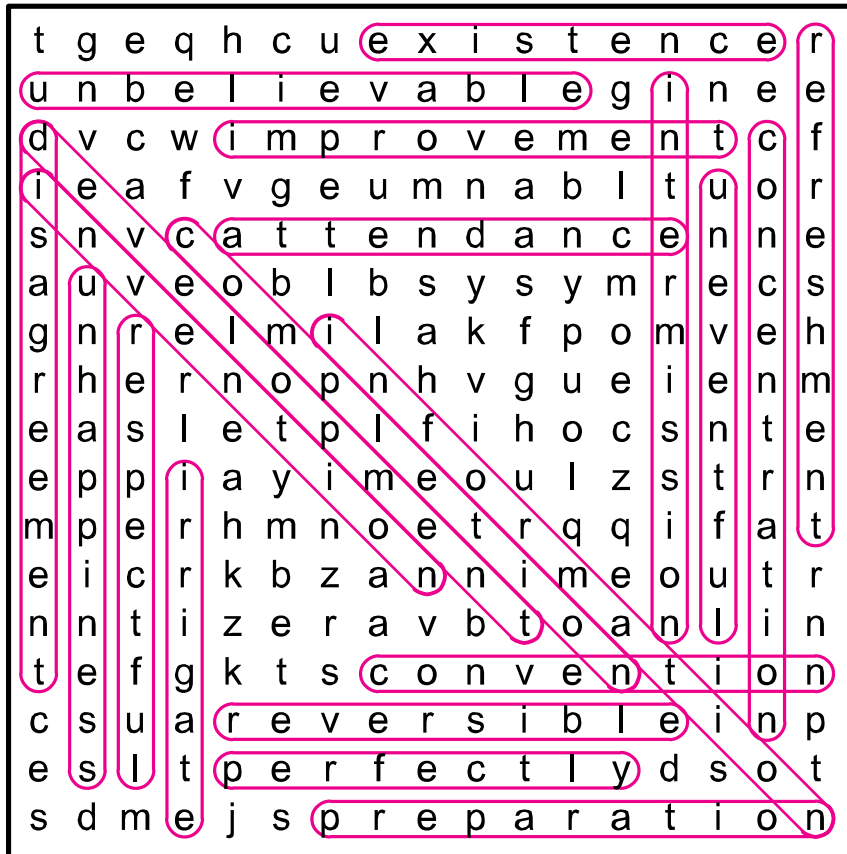 t g e q h c u e x i s t e n c e r
u n b e l i e v a b l e g i n e e
d v c w i m p r o v e m e n t c f
i e a f v g e u m n a b l t u o r
s n v c a t t e n d a n c e n n e
a u v e o b l b s y s y m r e c s
g n r e l m i l a k f p o m v e h
r h e r n o p n h v g u e i e n m
e a s l e t p l f i h o c s n t e
e p p i a y i m e o u l z s t r n
m p e r h m n o e t r q q i f a t
e i c r k b z a n n i m e o u t r
n n t i z e r a v b t o a n l i n
t e f g k t s c o n v e n t i o n
c s u a r e v e r s i b l e i n p
e s l t p e r f e c t l y d s o t
s d m e j s p r e p a r a t i o n